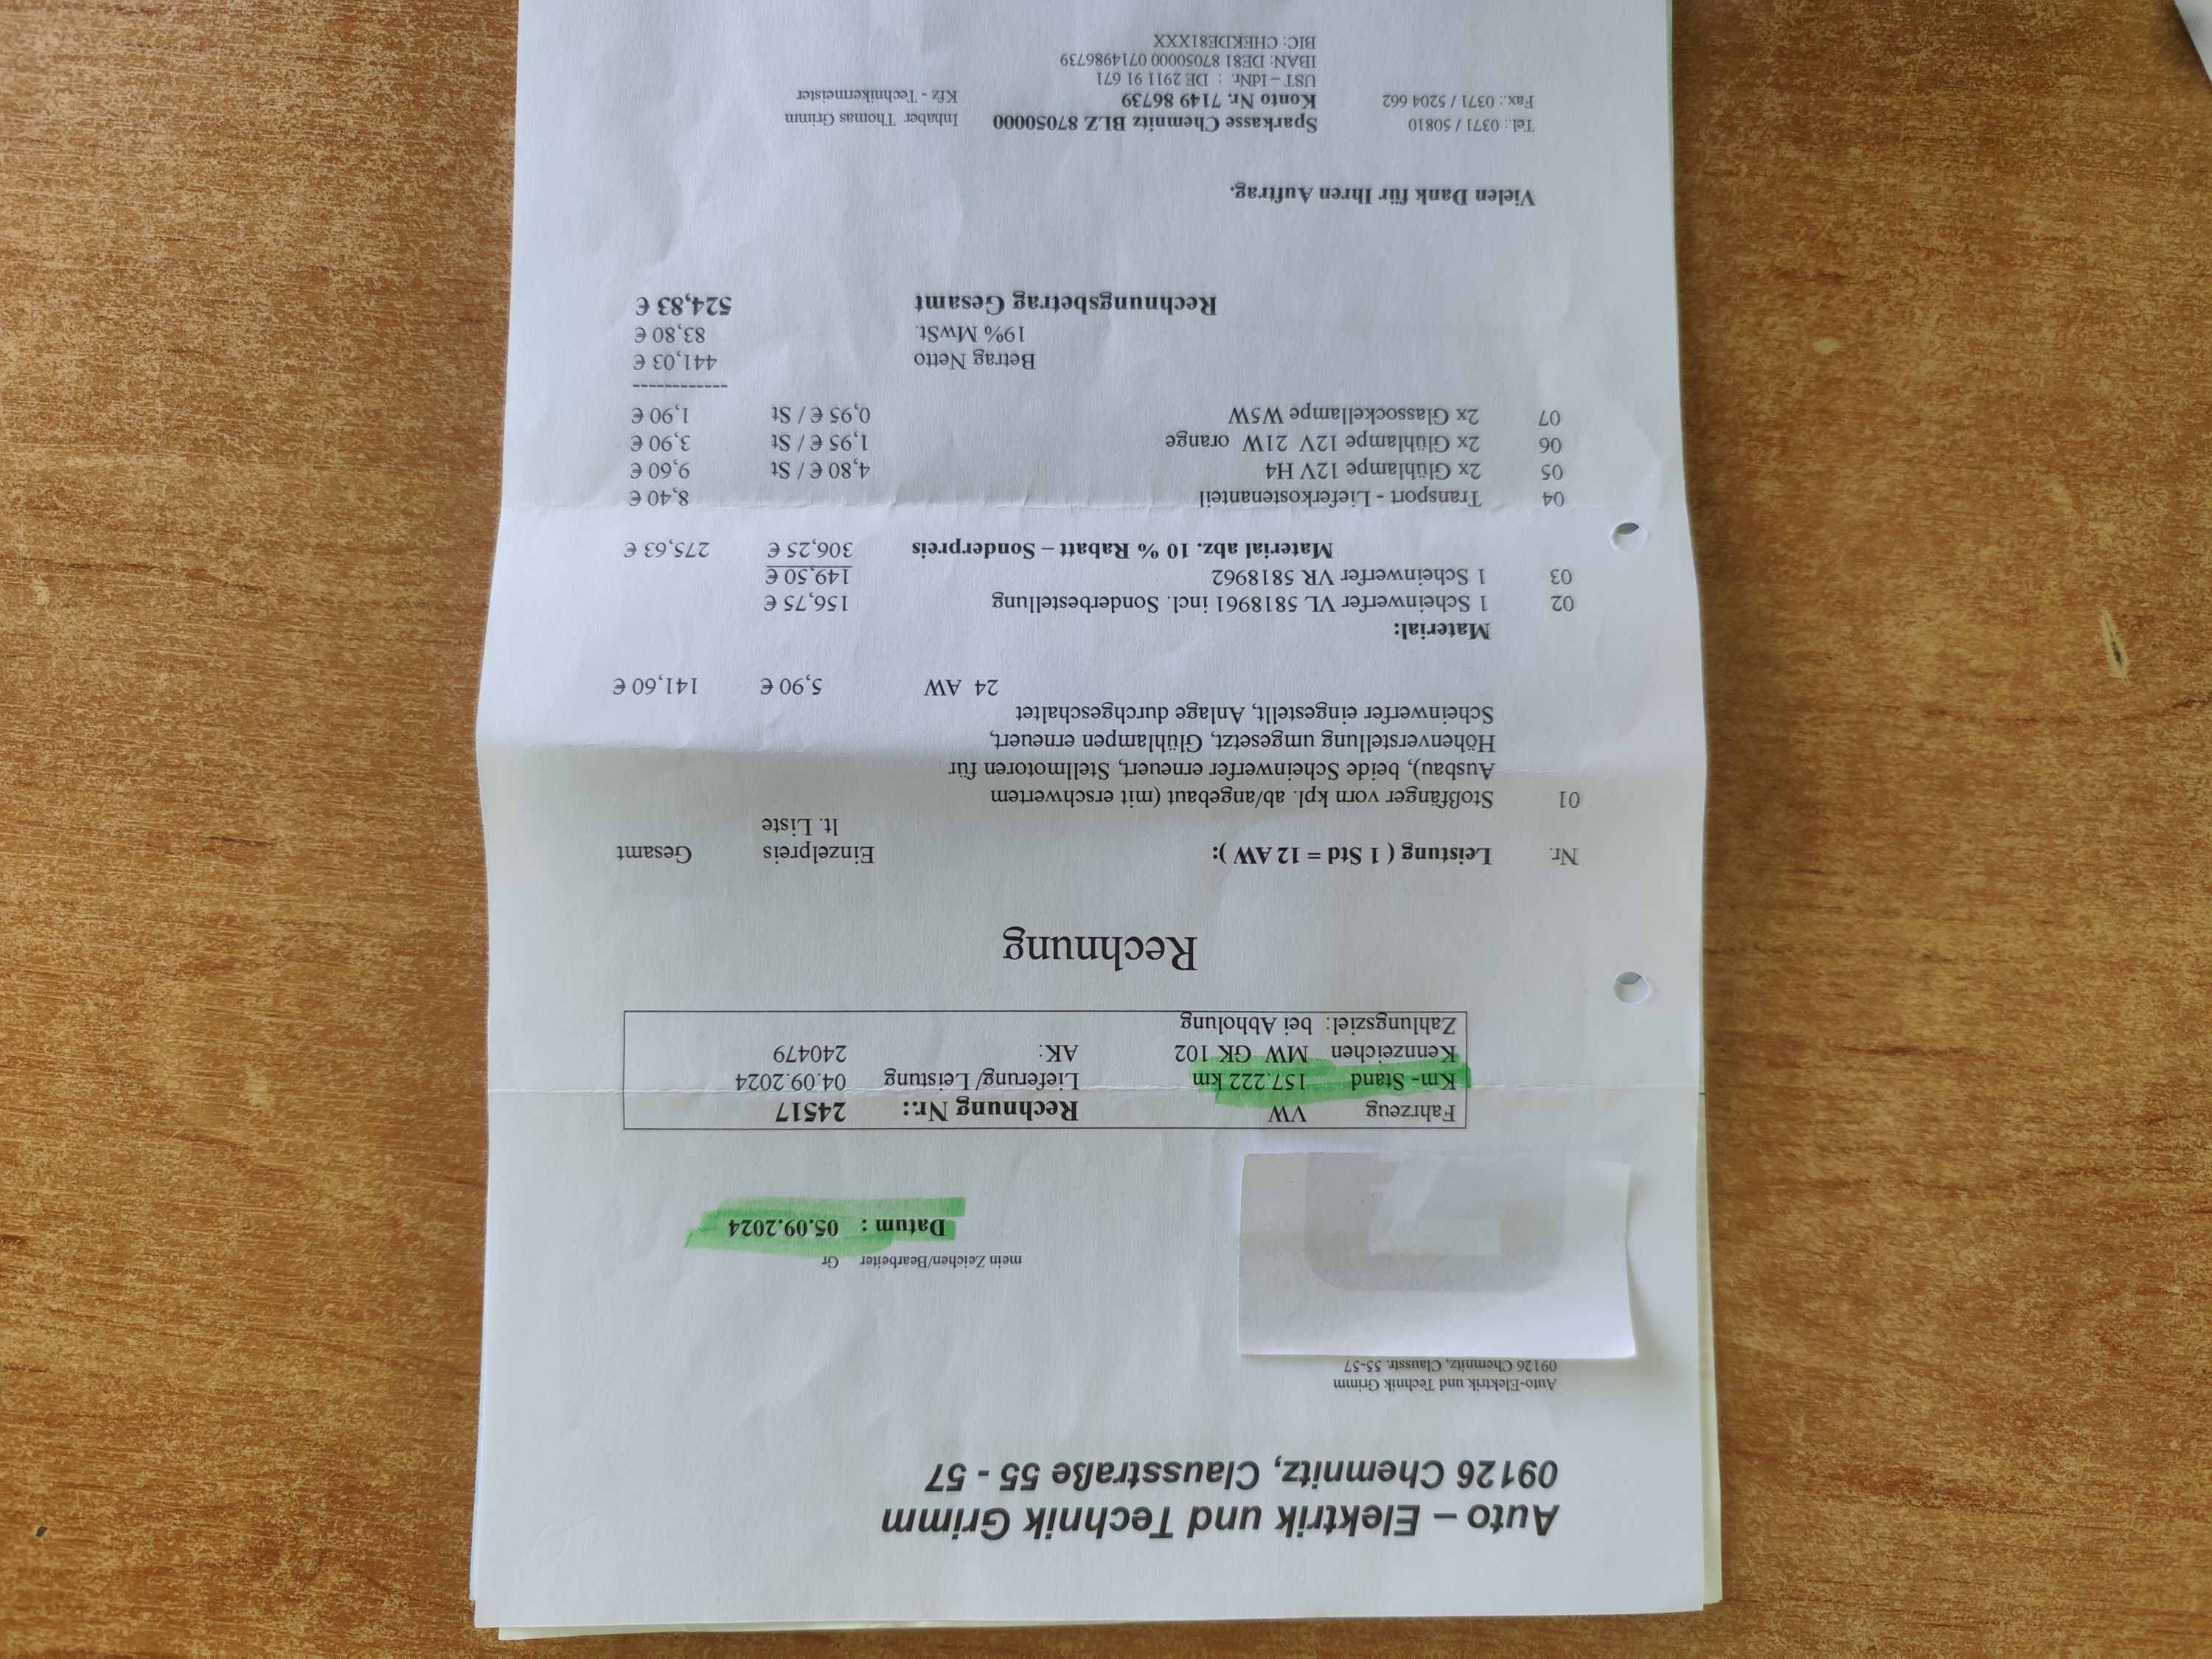 Auto – Elektrik und Technik Grimm
09126 Chemnitz, Clausstraße 55 - 57
Auto-Elektrik und Technik Grimm
09126 Chemnitz, Clausstr. 55-57
mein Zeichen/Bearbeiter Gr
Datum : 05.09.2024
Fahrzeug VW Rechnung Nr.: 24517
Km- Stand 157.222 km Lieferung/ Leistung 04.09.2024
Kennzeichen MW GK 102 AK: 240479
Zahlungsziel: bei Abholung
Rechnung
Nr. Leistung ( 1 Std = 12 AW ): Einzelpreis Gesamt
lt. Liste
01 Stoßfänger vorn kpl. ab/angebaut (mit erschwertem
Ausbau), beide Scheinwerfer erneuert, Stellmotoren für
Höhenverstellung umgesetzt, Glühlampen erneuert,
Scheinwerfer eingestellt, Anlage durchgeschaltet
24 AW 5,90 € 141,60 €
Material:
02 1 Scheinwerfer VL 5818961 incl. Sonderbestellung 156,75 €
03 1 Scheinwerfer VR 5818962 149,50 €
Material abz. 10 % Rabatt – Sonderpreis 306,25 € 275,63 €
04 Transport - Lieferkostenanteil 8,40 €
05 2x Glühlampe 12V H4 4,80 € / St 9,60 €
06 2x Glühlampe 12V 21W orange 1,95 € / St 3,90 €
07 2x Glassockellampe W5W 0,95 € / St 1,90 €
------------
Betrag Netto 441,03 €
19% MwSt. 83,80 €
Rechnungsbetrag Gesamt 524,83 €
Vielen Dank für Ihren Auftrag.
Tel.: 0371 / 50810 Sparkasse Chemnitz BLZ 87050000 Inhaber Thomas Grimm
Fax.: 0371 / 5204 662 Konto Nr. 7149 86739 Kfz - Technikermeister
UST – IdNr. : DE 2911 91 671
IBAN: DE81 87050000 0714986739
BIC: CHEKDE81XXX